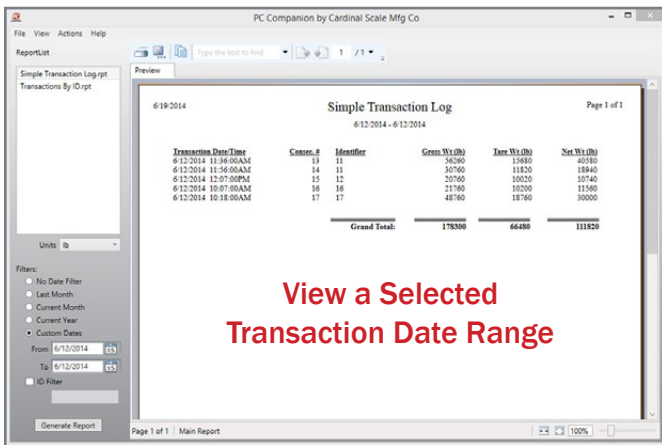 PC Companion by Cardinal Scale Mfg Co
File View Actions Help
ReportList
Type the text to find
1 /1
Simple Transaction Log.rpt
Transactions By ID.rpt
Preview
6/19/2014 Simple Transaction Log Page 1 of 1
6/12/2014 - 6/12/2014
Transaction Date/Time Consec. # Identifier Gross Wt (lb) Tare Wt (lb) Net Wt (lb)
6/12/2014 11:36:00AM 13 11 56260 15680 40580
6/12/2014 11:56:00AM 14 11 30760 11820 18940
6/12/2014 12:07:00PM 15 12 20760 10020 10740
6/12/2014 10:07:00AM 16 16 21760 10200 11560
6/12/2014 10:18:00AM 17 17 48760 18760 30000
Grand Total: 178300 66480 111820
Units lb
Filters:
No Date Filter
Last Month
Current Month
Current Year
Custom Dates
From 6/12/2014
To 6/12/2014
ID Filter
Generate Report
View a Selected
Transaction Date Range
Page 1 of 1 Main Report 100%